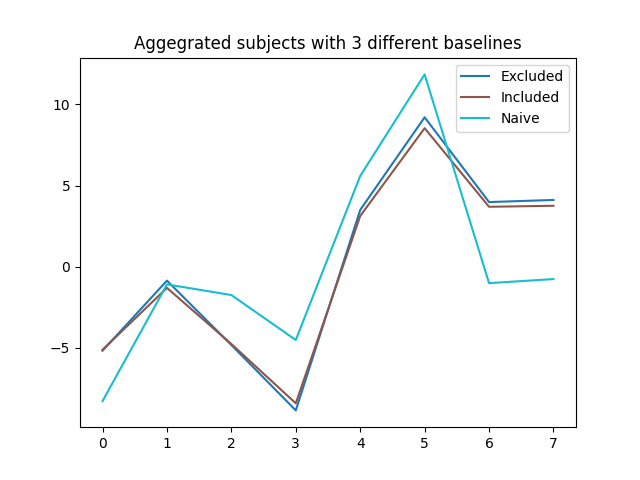 Aggegrated subjects with 3 different baselines
Excluded
Included
Naive
10
5
0
−5
0 1 2 3 4 5 6 7